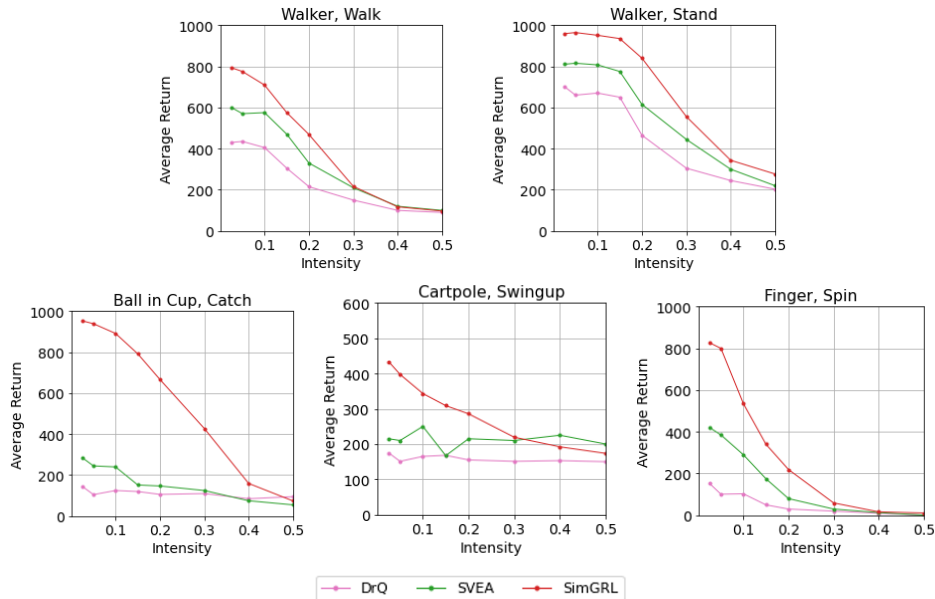 Walker, Walk
1000
800
600
400
200
0
Average Return
0.1 0.2 0.3 0.4 0.5
Intensity
Walker, Stand
1000
800
600
400
200
0
Average Return
0.1 0.2 0.3 0.4 0.5
Intensity
Ball in Cup, Catch
1000
800
600
400
200
0
Average Return
0.1 0.2 0.3 0.4 0.5
Intensity
Cartpole, Swingup
600
500
400
300
200
100
0
Average Return
0.1 0.2 0.3 0.4 0.5
Intensity
Finger, Spin
1000
800
600
400
200
0
Average Return
0.1 0.2 0.3 0.4 0.5
Intensity
DrQ SVEA SimGRL